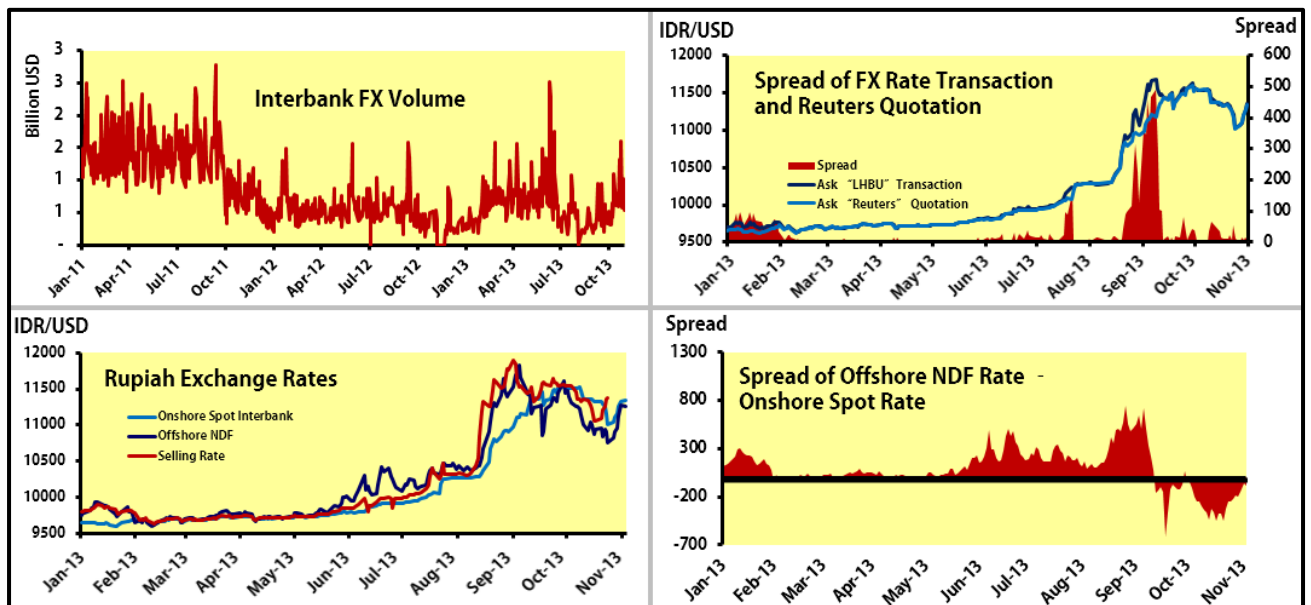 3
3
2
2
1
1
-
Billion USD
Interbank FX Volume
Jan-11
Apr-11
Jul-11
Oct-11
Jan-12
Apr-12
Jul-12
Oct-12
Jan-13
Apr-13
Jul-13
Oct-13
IDR/USD
Spread
12000
11500
11000
10500
10000
9500
600
500
400
300
200
100
0
Spread of FX Rate Transaction
and Reuters Quotation
Spread
Ask “LHBU” Transaction
Ask “Reuters” Quotation
Jan-13
Feb-13
Mar-13
Apr-13
May-13
Jun-13
Jul-13
Aug-13
Sep-13
Oct-13
Nov-13
IDR/USD
12000
11500
11000
10500
10000
9500
Rupiah Exchange Rates
Onshore Spot Interbank
Offshore NDF
Selling Rate
Jan-13
Feb-13
Mar-13
Apr-13
May-13
Jun-13
Jul-13
Aug-13
Sep-13
Oct-13
Nov-13
Spread
1300
800
300
-200
-700
Spread of Offshore NDF Rate -
Onshore Spot Rate
Jan-13
Feb-13
Mar-13
Apr-13
May-13
Jun-13
Jul-13
Aug-13
Sep-13
Oct-13
Nov-13